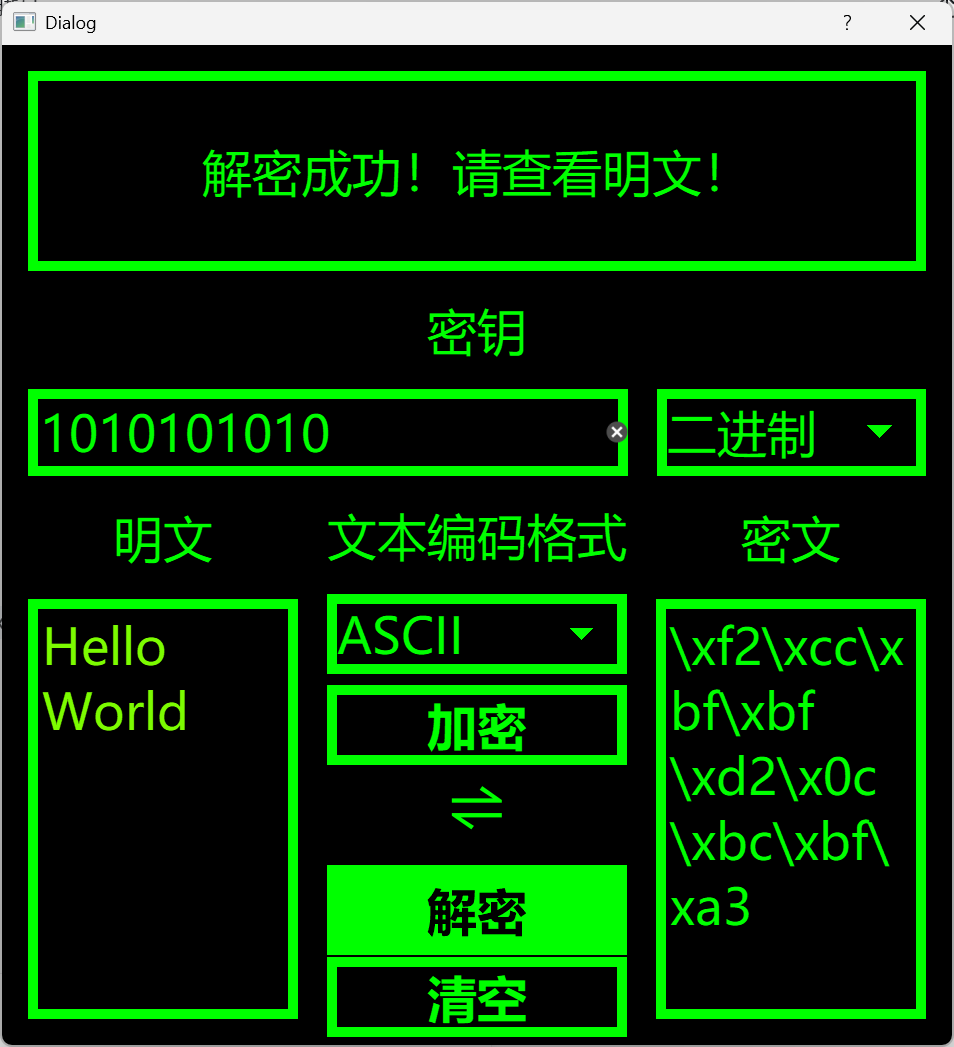 Dialog
?
解密成功！请查看明文！
密钥
1010101010
二进制
明文
文本编码格式
密文
Hello
World
ASCII
加密
⇌
解密
清空
\xf2\xcc\x
bf\xbf
\xd2\x0c
\xbc\xbf\
xa3